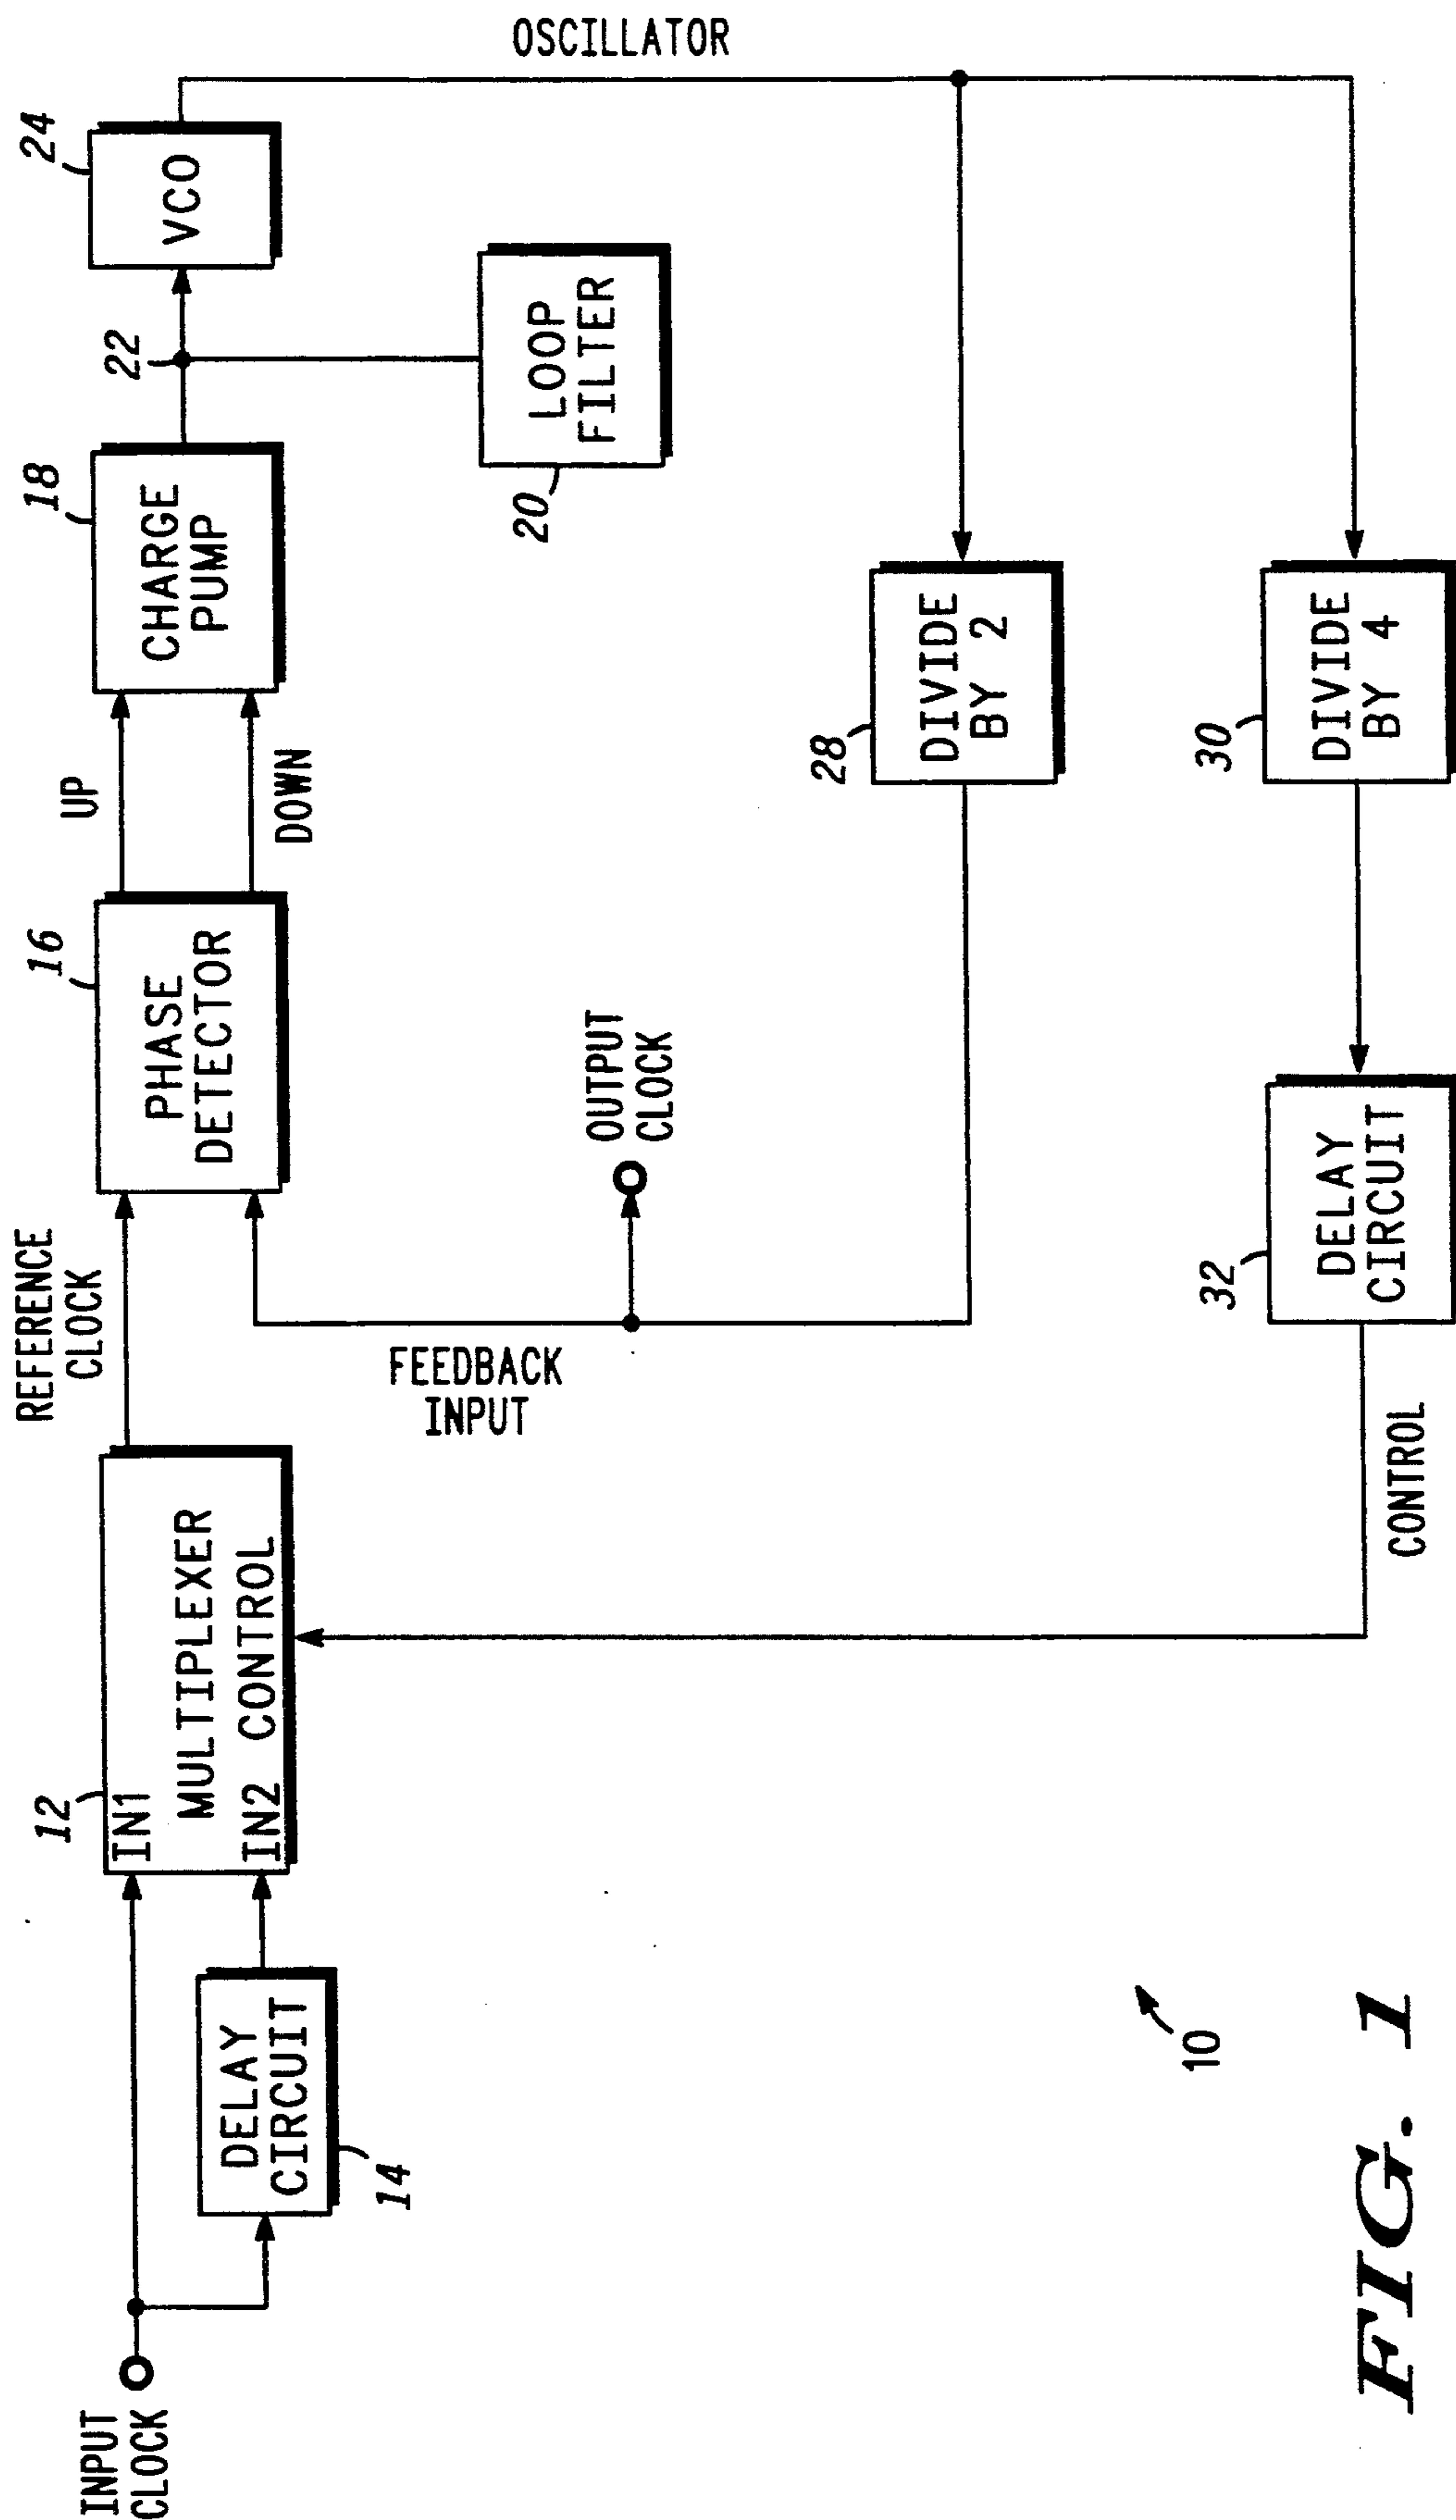 INPUT
CLOCK
14
DELAY
CIRCUIT
12
IN1
MULTIPLEXER
IN2 CONTROL
REFERENCE
CLOCK
16
PHASE
DETECTOR
UP
DOWN
18
CHARGE
PUMP
22
24
VCO
OSCILLATOR
20
LOOP
FILTER
FEEDBACK
INPUT
OUTPUT
CLOCK
28
DIVIDE
BY 2
30
DIVIDE
BY 4
32
DELAY
CIRCUIT
CONTROL
10
FIG. 1